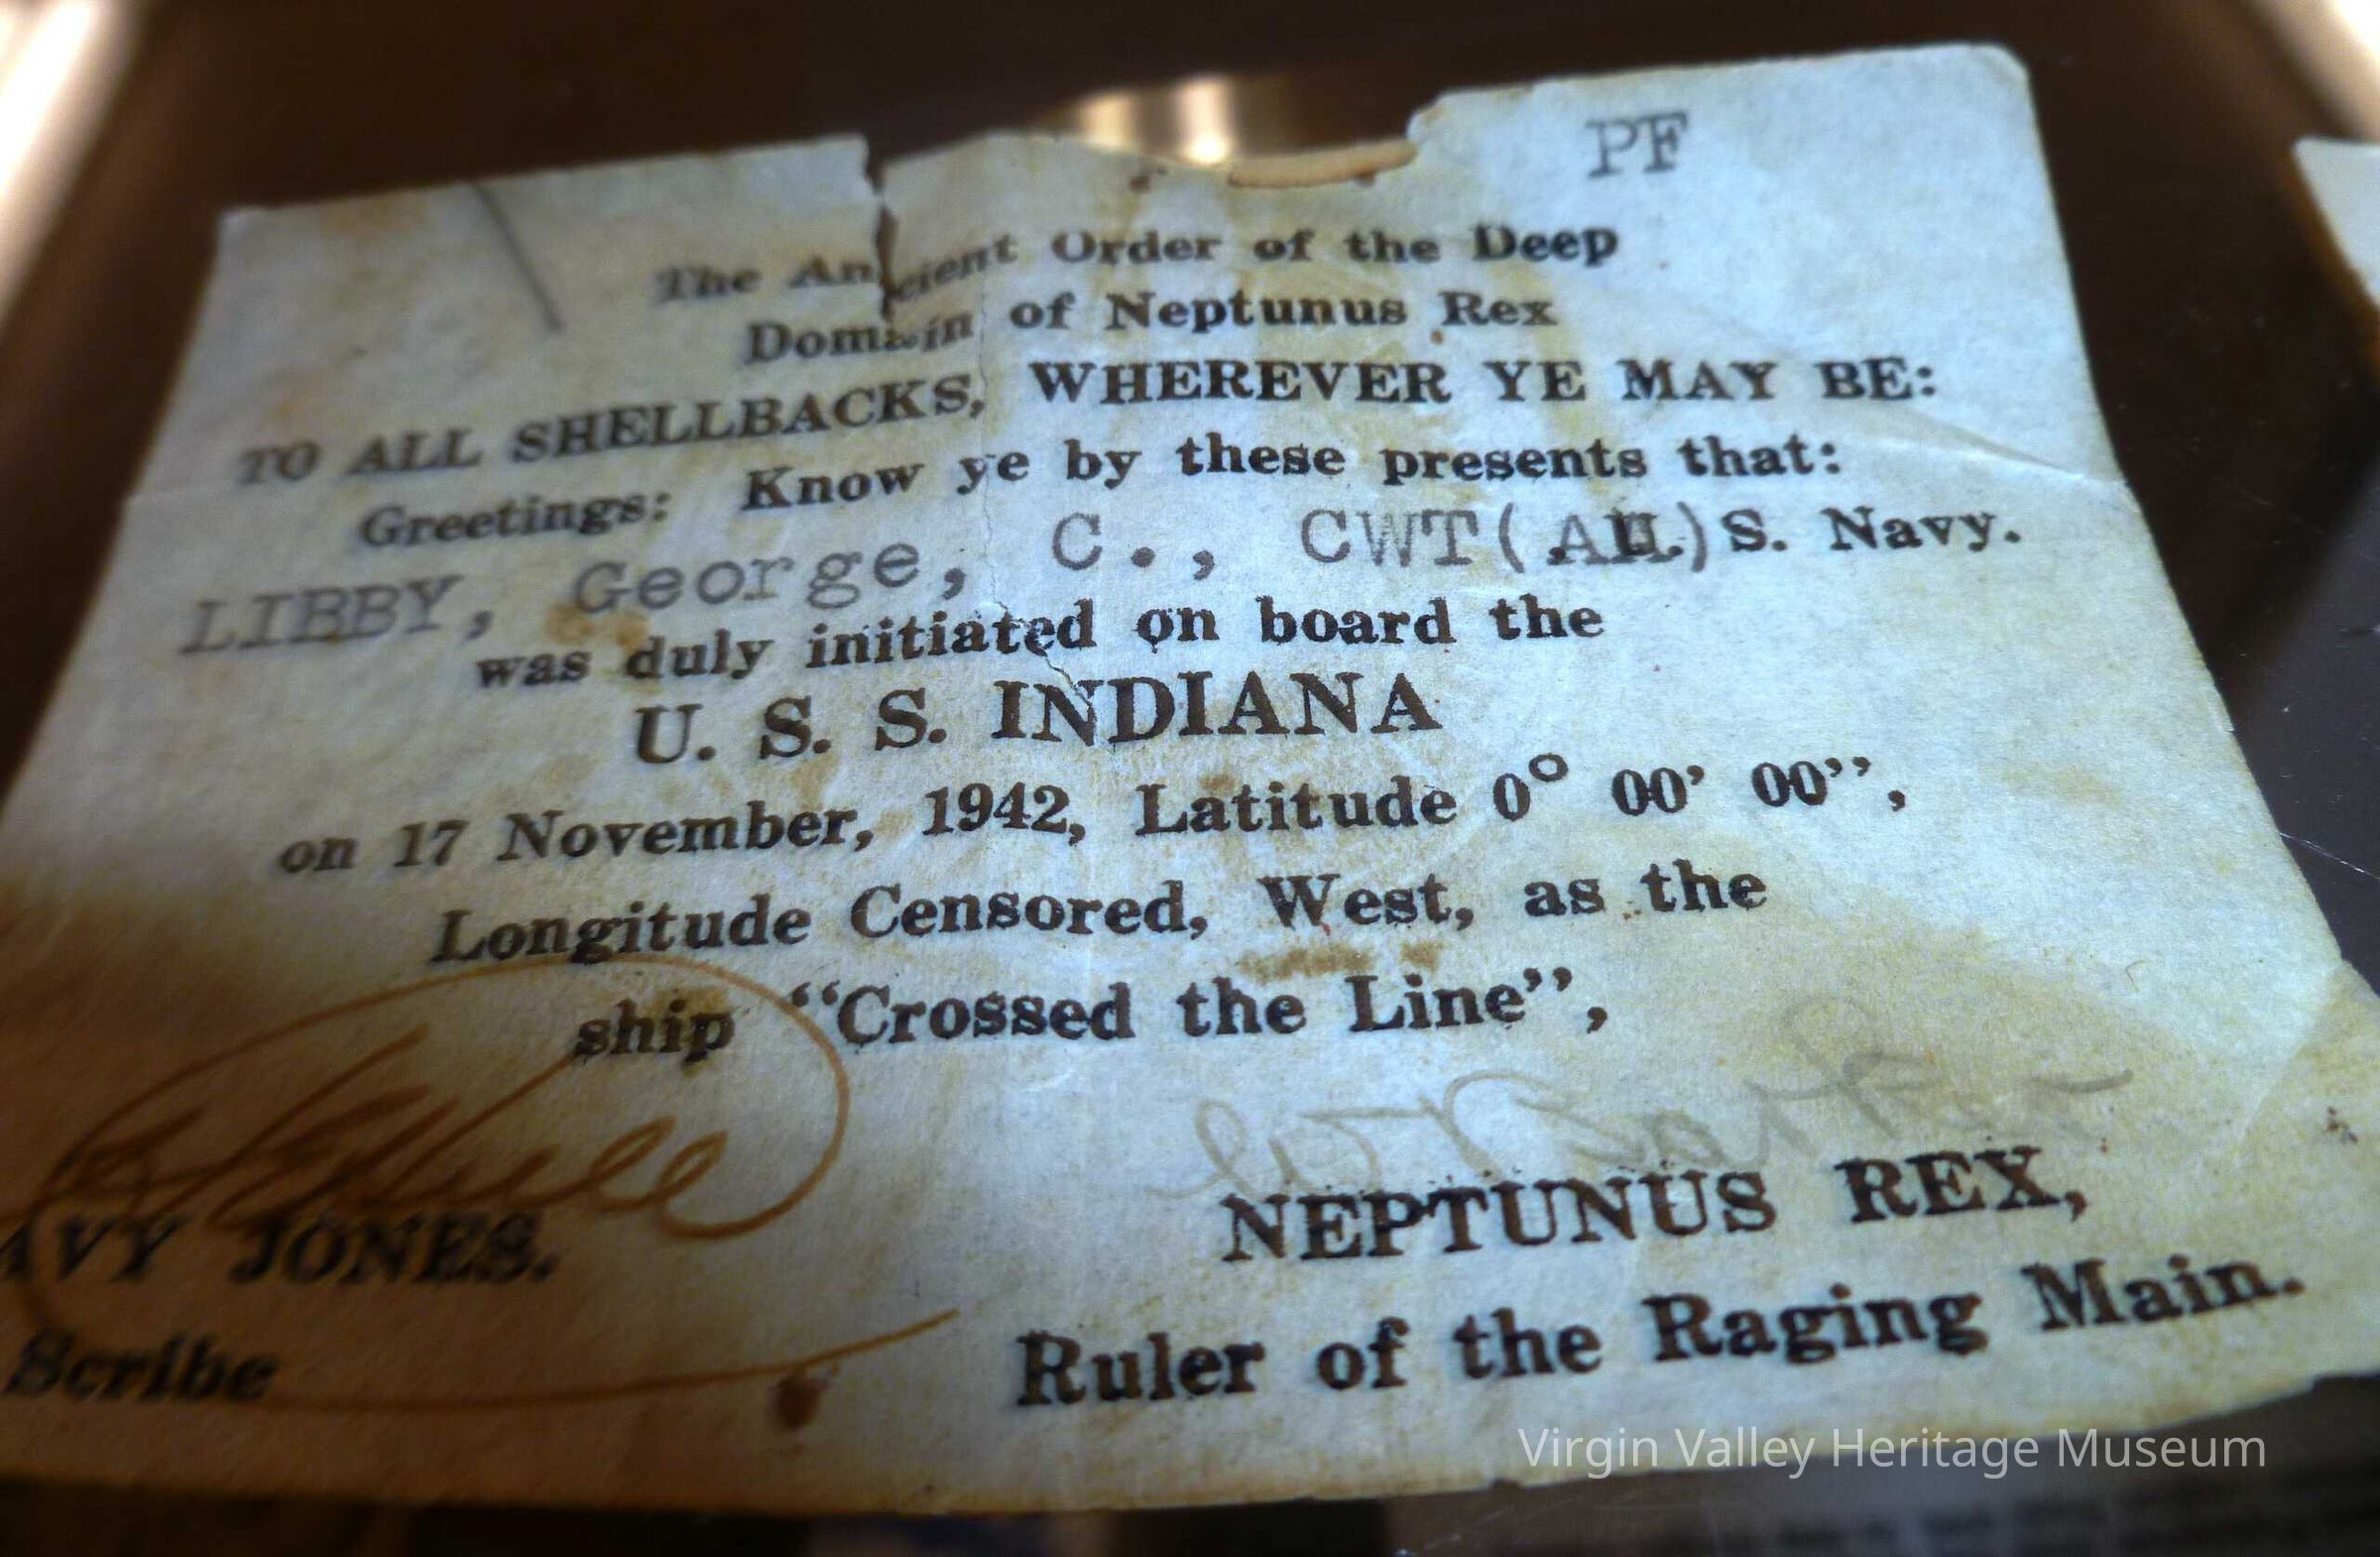 PF
The Ancient Order of the Deep
Domain of Neptunus Rex
TO ALL SHELLBACKS, WHEREVER YE MAY BE:
Greetings: Know ye by these presents that:
LIBBY, George, C., CWT( ) S. Navy.
was duly initiated on board the
U. S. S. INDIANA
on 17 November, 1942, Latitude 0° 00' 00'',
Longitude Censored, West, as the
ship “Crossed the Line”,
AVY JONES.
Scribe
NEPTUNUS REX,
Ruler of the Raging Main.
Virgin Valley Heritage Museum